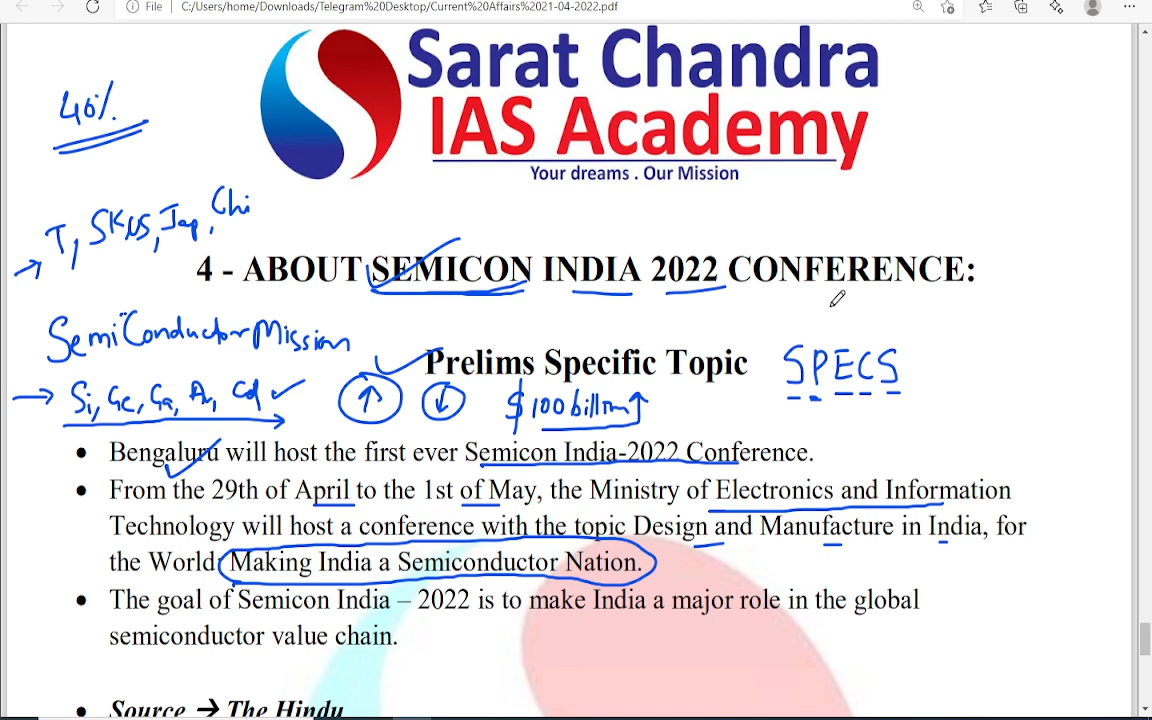 File
C:/Users/home/Downloads/Telegram%20Desktop/Current%20Affairs%2021-04-2022.pdf
Sarat Chandra
IAS Academy
Your dreams . Our Mission
40%.
T, SK, US, Jap, Chi
4 - ABOUT SEMICON INDIA 2022 CONFERENCE:
SemiConductor Mission
Prelims Specific Topic
SPECS
Si, Ge, Ga, Ar, Cd
$ 100 billion
• Bengaluru will host the first ever Semicon India-2022 Conference.
• From the 29th of April to the 1st of May, the Ministry of Electronics and Information
Technology will host a conference with the topic Design and Manufacture in India, for
the World: Making India a Semiconductor Nation.
• The goal of Semicon India – 2022 is to make India a major role in the global
semiconductor value chain.
• Source → The Hindu